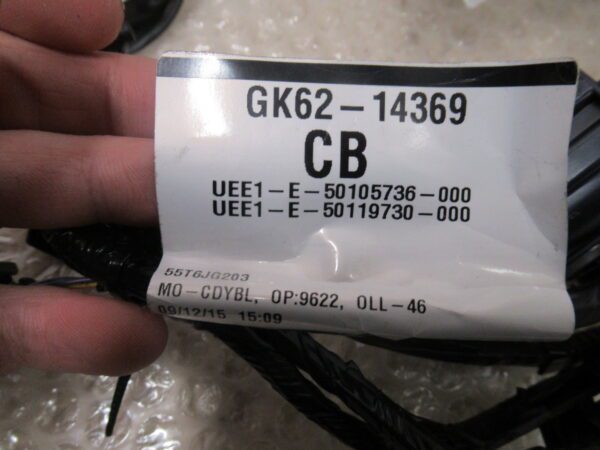 GK62-14369
CB
UEE1-E-50105736-000
UEE1-E-50119730-000
55T6JG203
MO-CDYBL, OP:9622, OLL-46
09/12/15 15:09